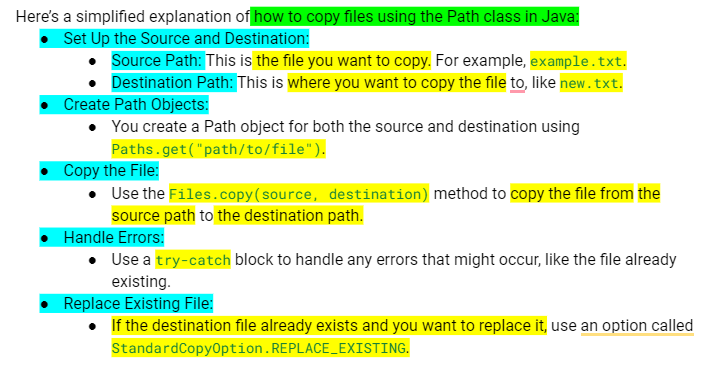 Here's a simplified explanation of how to copy files using the Path class in Java:
● Set Up the Source and Destination:
● Source Path: This is the file you want to copy. For example, example.txt.
● Destination Path: This is where you want to copy the file to, like new.txt.
● Create Path Objects:
● You create a Path object for both the source and destination using
Paths.get("path/to/file").
● Copy the File:
● Use the Files.copy(source, destination) method to copy the file from the
source path to the destination path.
● Handle Errors:
● Use a try-catch block to handle any errors that might occur, like the file already
existing.
● Replace Existing File:
● If the destination file already exists and you want to replace it, use an option called
StandardCopyOption.REPLACE_EXISTING.